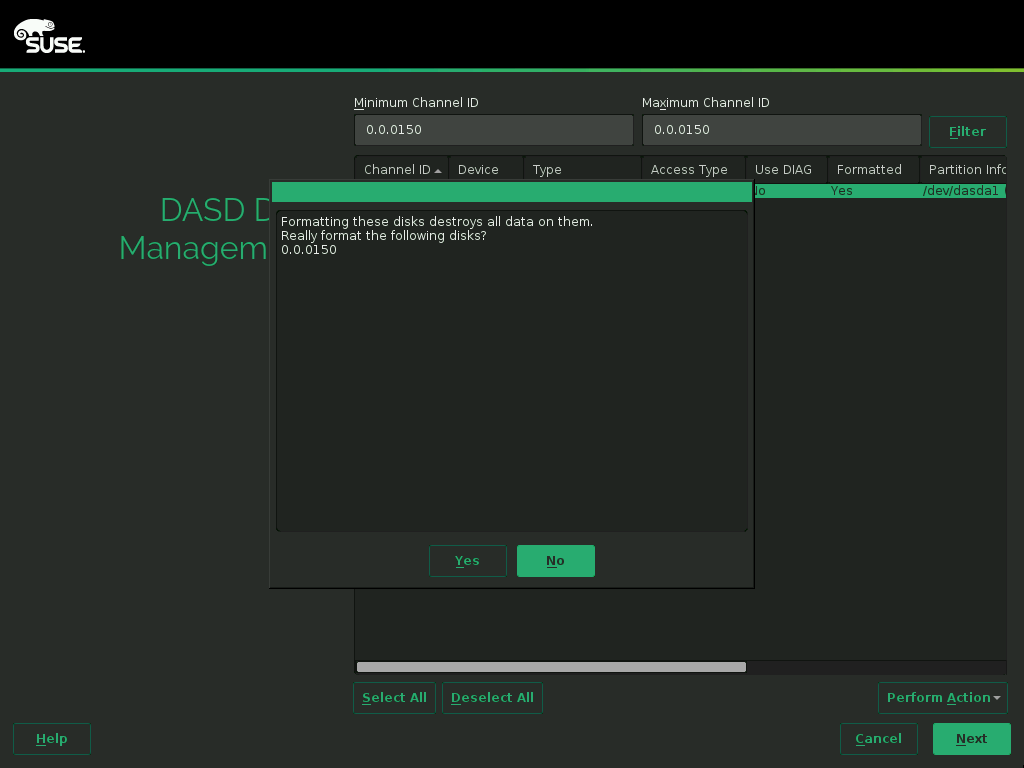 SUSE
Minimum Channel ID
Maximum Channel ID
0.0.0150
0.0.0150
Filter
Channel ID
Device
Type
Access Type
Use DIAG
Formatted
Partition Info
Yes
/dev/dasda1
DASD D
Managem
Formatting these disks destroys all data on them.
Really format the following disks?
0.0.0150
Yes
No
Select All
Deselect All
Perform Action
Help
Cancel
Next